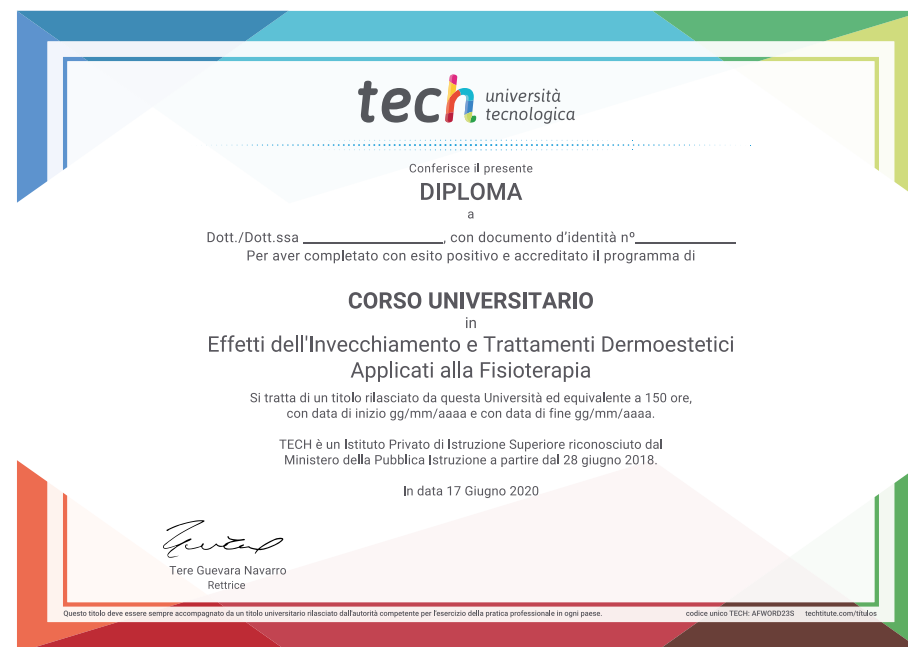 tech università
tecnologica
Conferisce il presente
DIPLOMA
a
Dott./Dott.ssa ____________________, con documento d'identità nº______________
Per aver completato con esito positivo e accreditato il programma di
CORSO UNIVERSITARIO
in
Effetti dell'Invecchiamento e Trattamenti Dermoestetici
Applicati alla Fisioterapia
Si tratta di un titolo rilasciato da questa Università ed equivalente a 150 ore,
con data di inizio gg/mm/aaaa e con data di fine gg/mm/aaaa.
TECH è un Istituto Privato di Istruzione Superiore riconosciuto dal
Ministero della Pubblica Istruzione a partire dal 28 giugno 2018.
In data 17 Giugno 2020
Tere Guevara Navarro
Rettrice
Questo titolo deve essere sempre accompagnato da un titolo universitario rilasciato dall'autorità competente per l'esercizio della pratica professionale in ogni paese. codice unico TECH: AFWORD23S techtitute.com/títulos